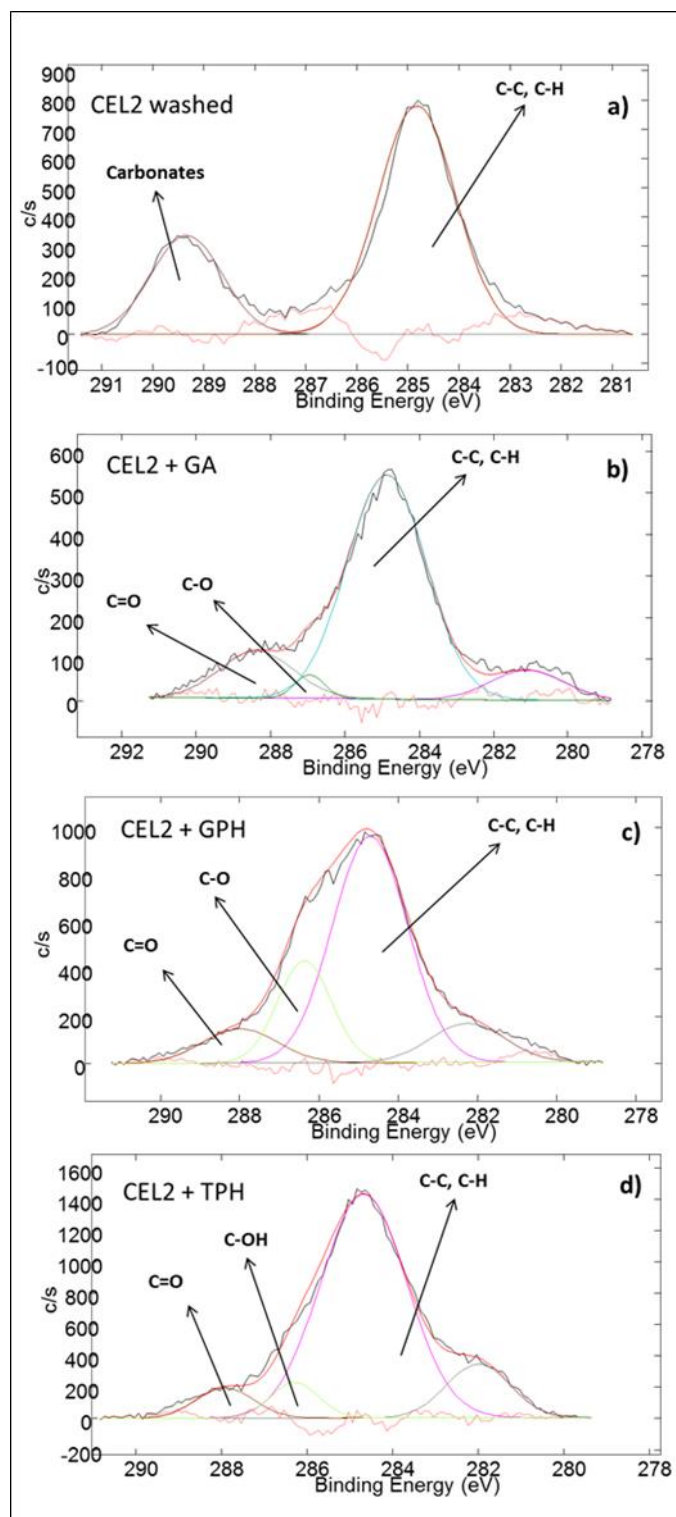 CEL2 washed
a)
C-C, C-H
Carbonates
c/s
900
800
700
600
500
400
300
200
100
0
-100
291 290 289 288 287 286 285 284 283 282 281
Binding Energy (eV)
CEL2 + GA
b)
C-C, C-H
C-O
C=O
c/s
600
500
400
300
200
100
0
292 290 288 286 284 282 280 278
Binding Energy (eV)
CEL2 + GPH
c)
C-C, C-H
C-O
C=O
c/s
1000
800
600
400
200
0
290 288 286 284 282 280 278
Binding Energy (eV)
CEL2 + TPH
d)
C-C, C-H
C-OH
C=O
c/s
1600
1400
1200
1000
800
600
400
200
0
-200
290 288 286 284 282 280 278
Binding Energy (eV)